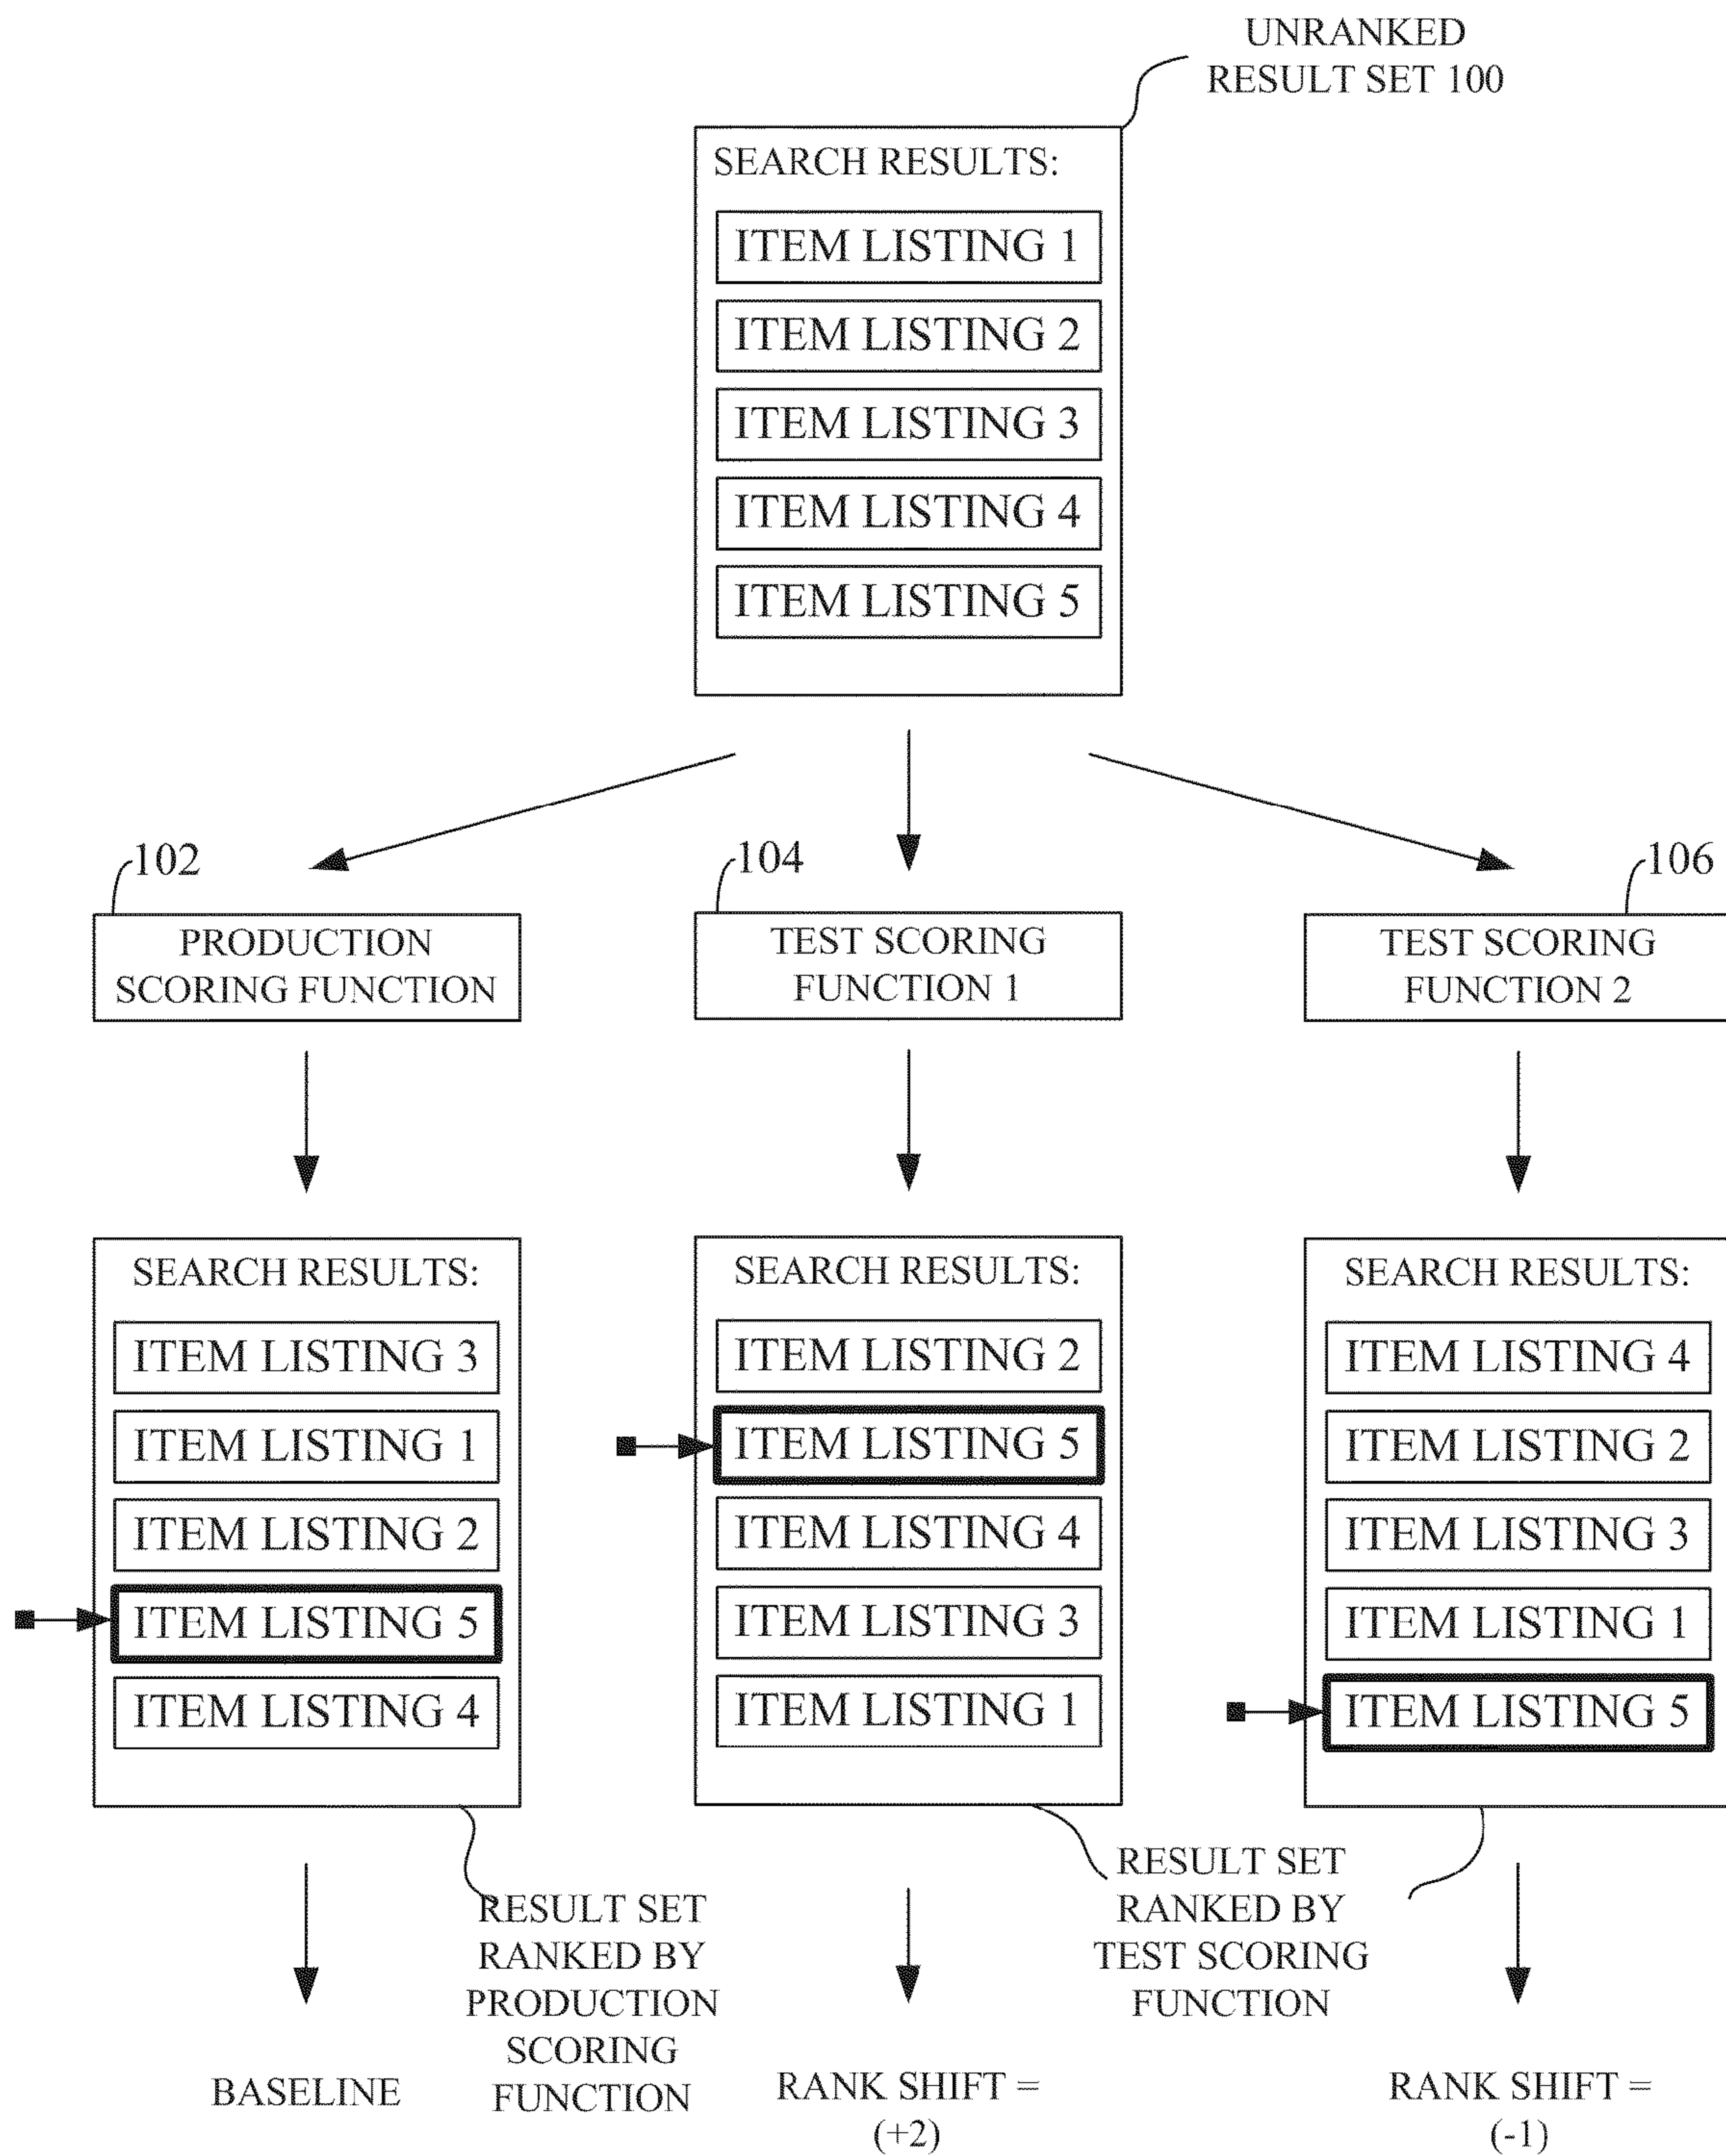 UNRANKED
RESULT SET 100
SEARCH RESULTS:
ITEM LISTING 1
ITEM LISTING 2
ITEM LISTING 3
ITEM LISTING 4
ITEM LISTING 5
102
PRODUCTION
SCORING FUNCTION
104
TEST SCORING
FUNCTION 1
106
TEST SCORING
FUNCTION 2
SEARCH RESULTS:
ITEM LISTING 3
ITEM LISTING 1
ITEM LISTING 2
ITEM LISTING 5
ITEM LISTING 4
SEARCH RESULTS:
ITEM LISTING 2
ITEM LISTING 5
ITEM LISTING 4
ITEM LISTING 3
ITEM LISTING 1
SEARCH RESULTS:
ITEM LISTING 4
ITEM LISTING 2
ITEM LISTING 3
ITEM LISTING 1
ITEM LISTING 5
RESULT SET
RANKED BY
PRODUCTION
SCORING
FUNCTION
RESULT SET
RANKED BY
TEST SCORING
FUNCTION
BASELINE
RANK SHIFT =
(+2)
RANK SHIFT =
(-1)